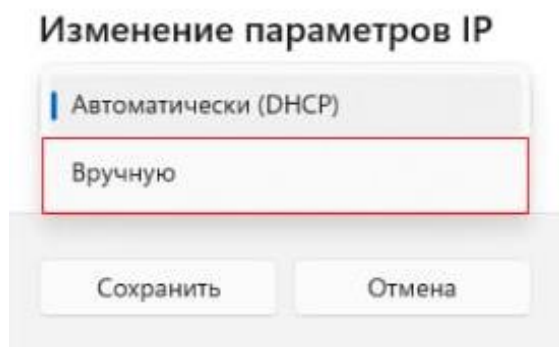 Изменение параметров IP
Автоматически (DHCP)
Вручную
Сохранить Отмена